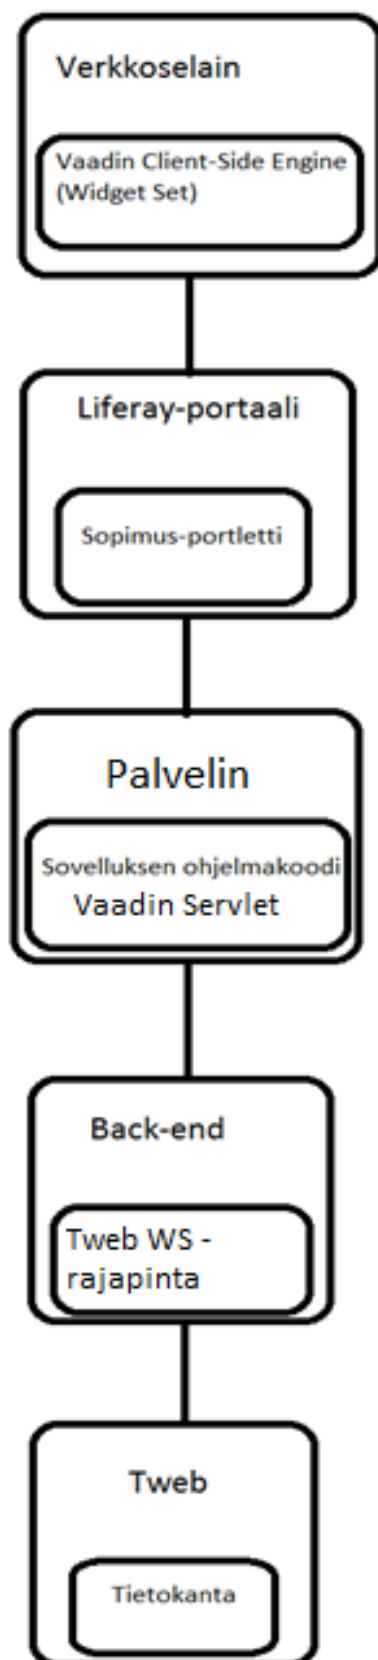 Verkkoselain
Vaadin Client-Side Engine
(Widget Set)
Liferay-portaali
Sopimus-portletti
Palvelin
Sovelluksen ohjelmakoodi
Vaadin Servlet
Back-end
Tweb WS -
rajapinta
Tweb
Tietokanta